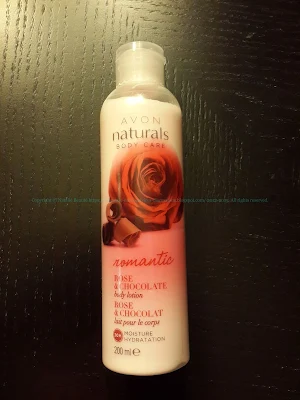 AVON
naturals
BODY CARE
romantic
ROSE
& CHOCOLATE
body lotion
ROSE
& CHOCOLAT
lait pour le corps
MOISTURE
HYDRATATION
200 ml e